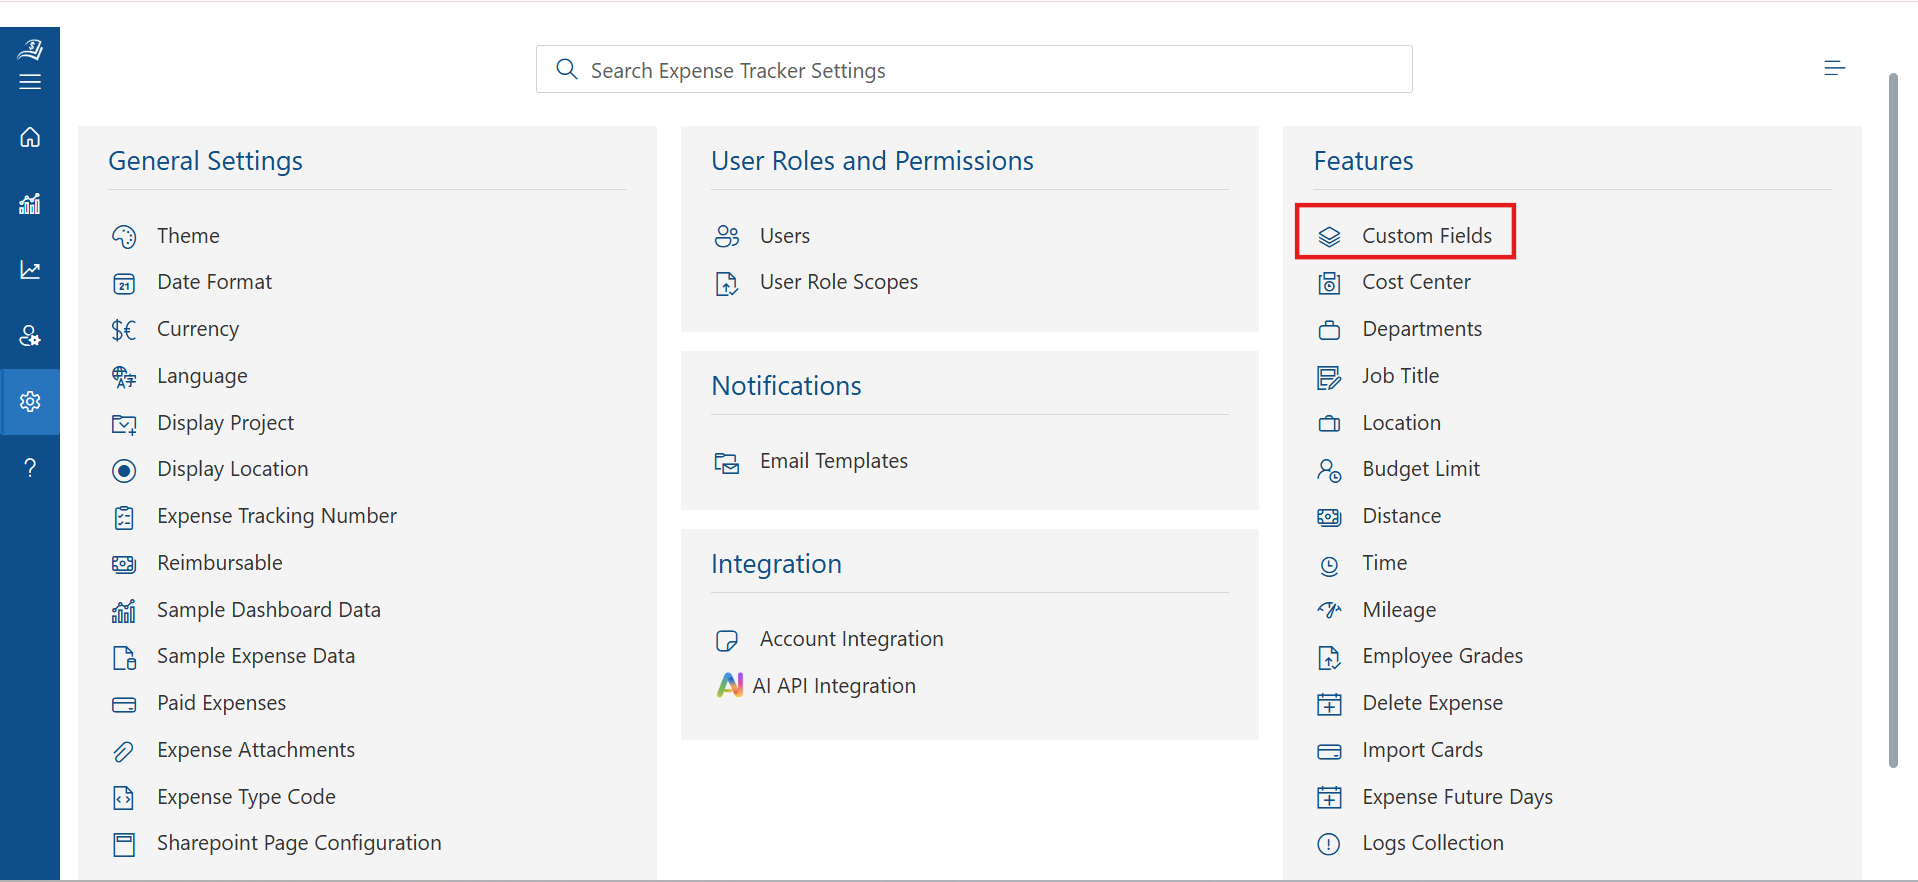 Search Expense Tracker Settings
General Settings
Theme
Date Format
Currency
Language
Display Project
Display Location
Expense Tracking Number
Reimbursable
Sample Dashboard Data
Sample Expense Data
Paid Expenses
Expense Attachments
Expense Type Code
Sharepoint Page Configuration
User Roles and Permissions
Users
User Role Scopes
Notifications
Email Templates
Integration
Account Integration
AI API Integration
Features
Custom Fields
Cost Center
Departments
Job Title
Location
Budget Limit
Distance
Time
Mileage
Employee Grades
Delete Expense
Import Cards
Expense Future Days
Logs Collection